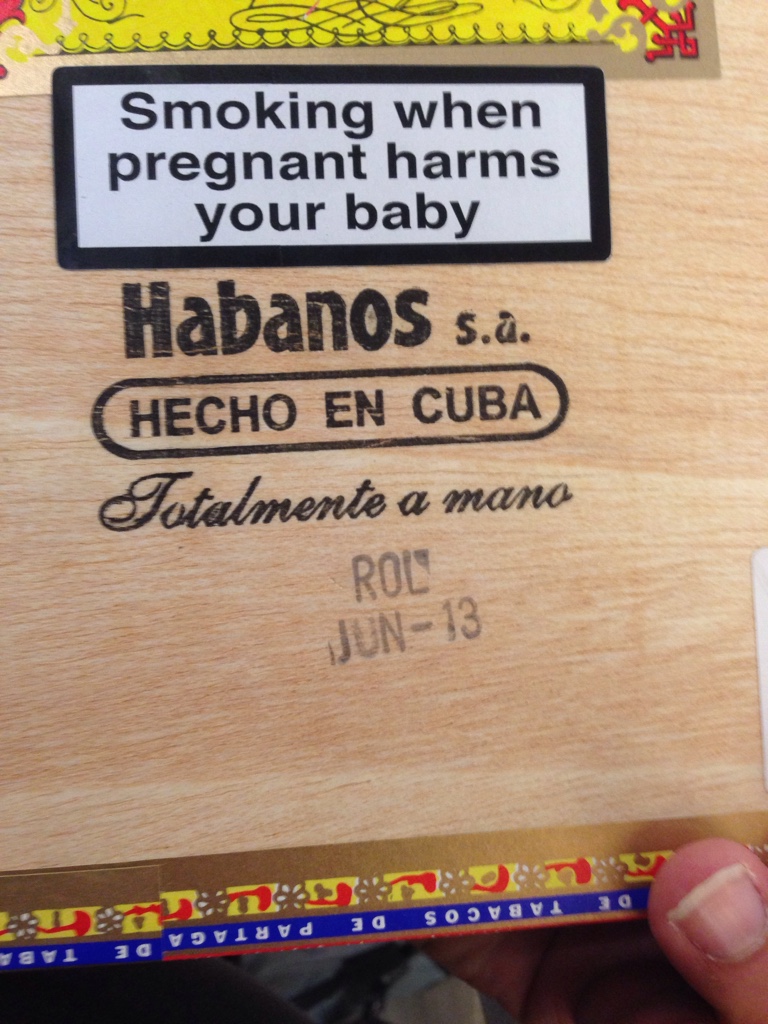 Smoking when
pregnant harms
your baby
Habanos s.a.
HECHO EN CUBA
Totalmente a mano
ROL
JUN-13
DE TABACOS DE PARTAGA
DE TABA